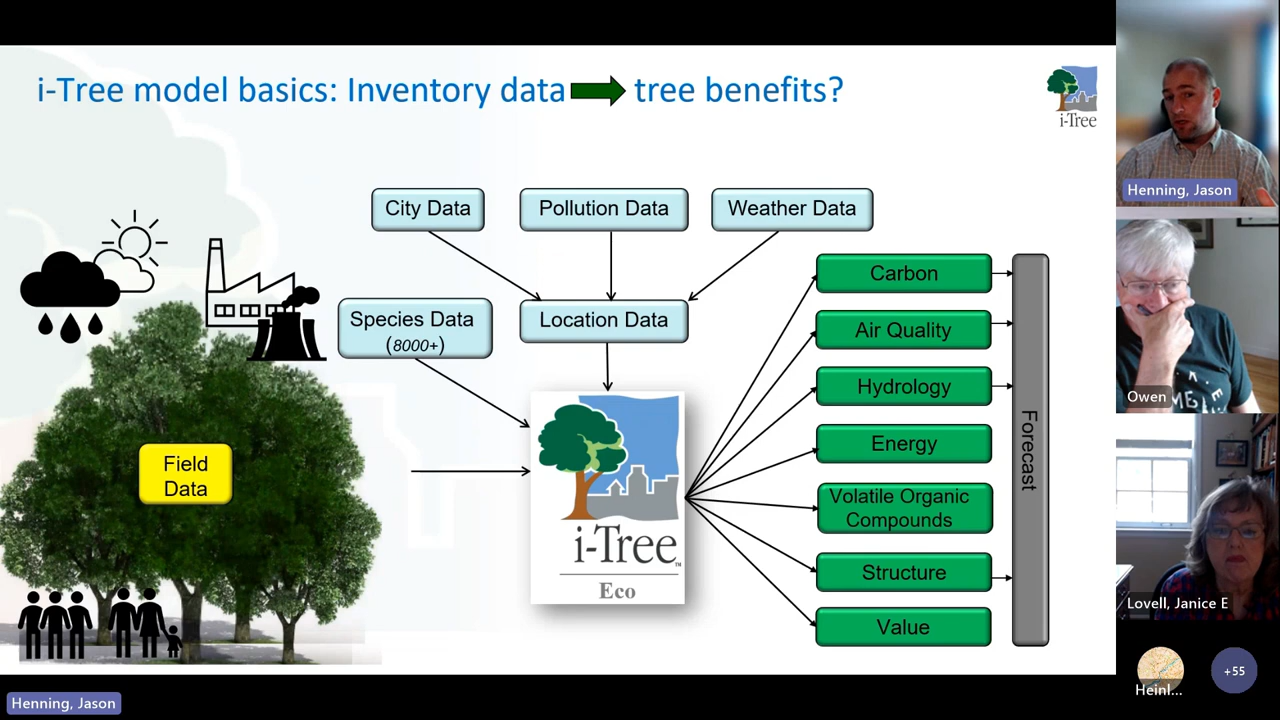 i-Tree model basics: Inventory data tree benefits?
i-Tree
City Data
Pollution Data
Weather Data
Species Data
(8000+)
Location Data
Field
Data
i-Tree™
Eco
Carbon
Air Quality
Hydrology
Energy
Volatile Organic
Compounds
Structure
Value
Forecast
Henning, Jason
Henning, Jason
Owen
Lovell, Janice E
Heinl...
+55